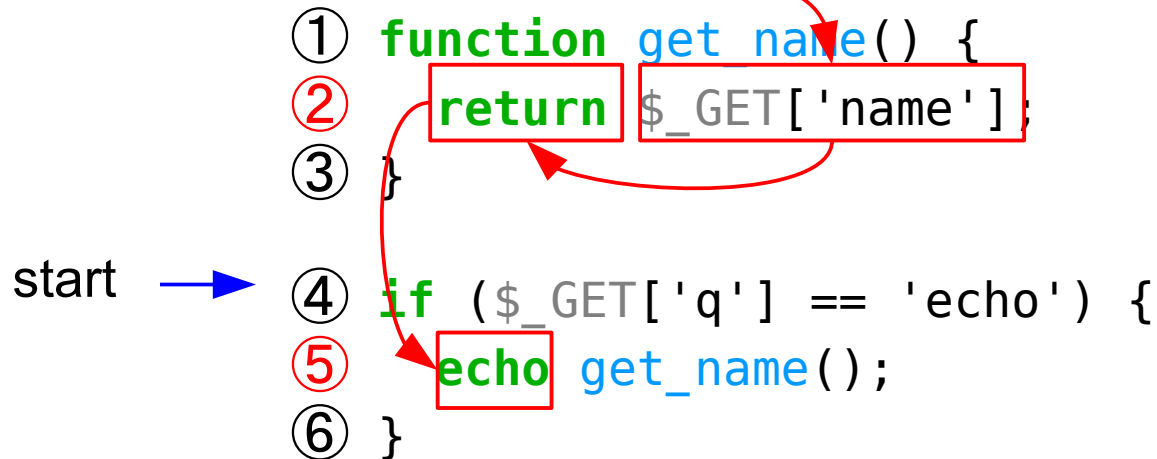 ① function get_name() {
② return $_GET['name'];
③ }
start ④ if ($_GET['q'] == 'echo') {
⑤ echo get_name();
⑥ }